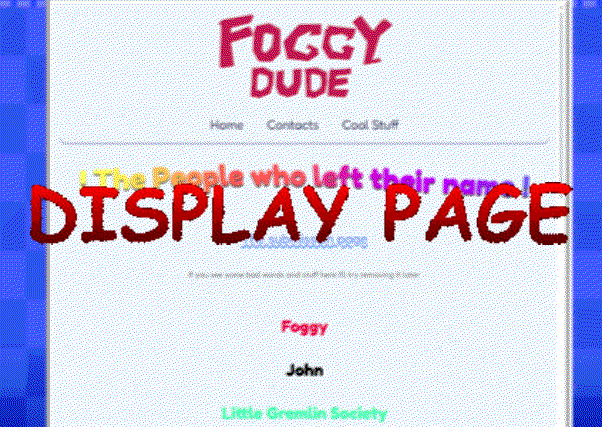 FOGGY
DUDE
Home Contacts Cool Stuff
! The People who left their name !
DISPLAY PAGE
If you see some bad words and stuff here I'll try removing it later
Foggy
John
Little Gremlin Society